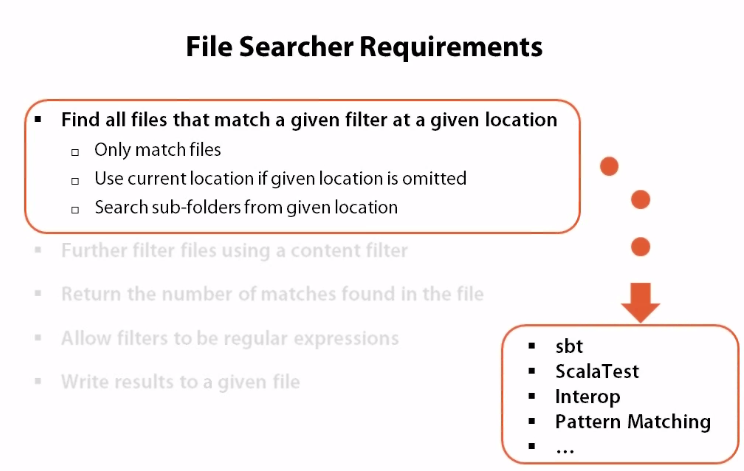 File Searcher Requirements
▪ Find all files that match a given filter at a given location
□ Only match files
□ Use current location if given location is omitted
□ Search sub-folders from given location
▪ Further filter files using a content filter
▪ Return the number of matches found in the file
▪ Allow filters to be regular expressions
▪ Write results to a given file
▪ sbt
▪ ScalaTest
▪ Interop
▪ Pattern Matching
▪ ...